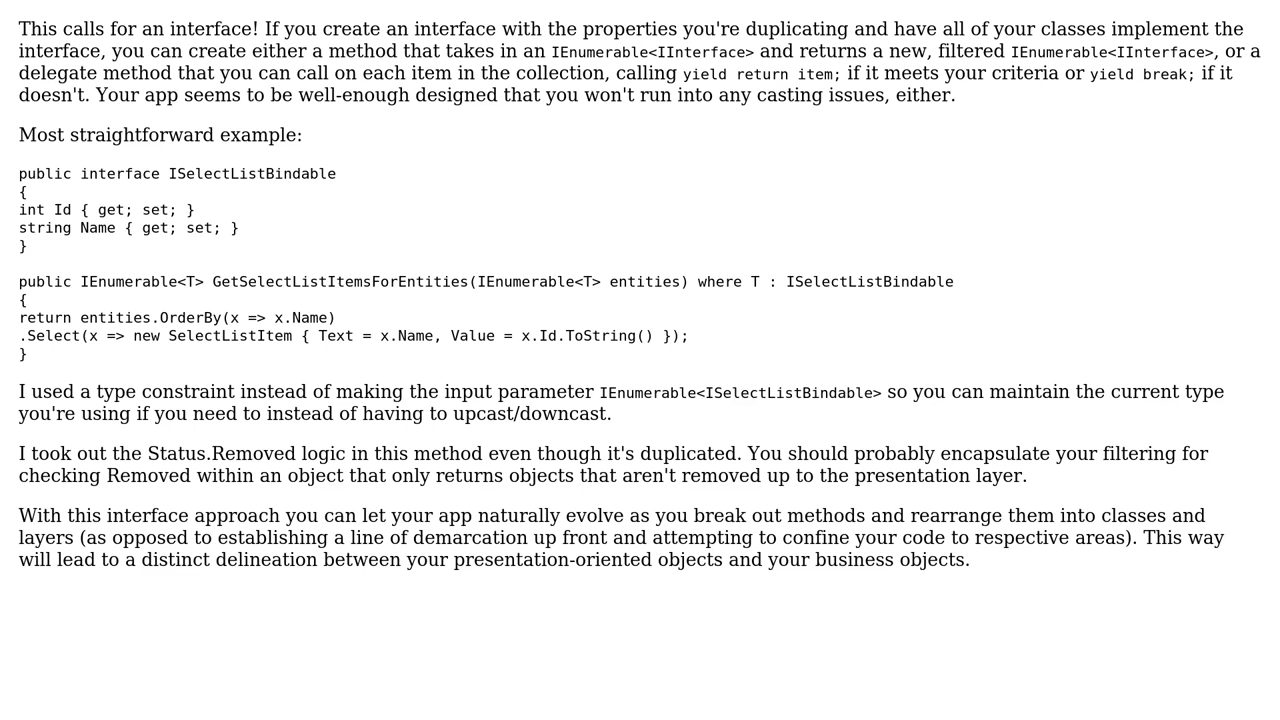 This calls for an interface! If you create an interface with the properties you're duplicating and have all of your classes implement the
interface, you can create either a method that takes in an IEnumerable<IInterface> and returns a new, filtered IEnumerable<IInterface>, or a
delegate method that you can call on each item in the collection, calling yield return item; if it meets your criteria or yield break; if it
doesn't. Your app seems to be well-enough designed that you won't run into any casting issues, either.
Most straightforward example:
public interface ISelectListBindable
{
int Id { get; set; }
string Name { get; set; }
}
public IEnumerable<T> GetSelectListItemsForEntities(IEnumerable<T> entities) where T : ISelectListBindable
{
return entities.OrderBy(x => x.Name)
.Select(x => new SelectListItem { Text = x.Name, Value = x.Id.ToString() });
}
I used a type constraint instead of making the input parameter IEnumerable<ISelectListBindable> so you can maintain the current type
you're using if you need to instead of having to upcast/downcast.
I took out the Status.Removed logic in this method even though it's duplicated. You should probably encapsulate your filtering for
checking Removed within an object that only returns objects that aren't removed up to the presentation layer.
With this interface approach you can let your app naturally evolve as you break out methods and rearrange them into classes and
layers (as opposed to establishing a line of demarcation up front and attempting to confine your code to respective areas). This way
will lead to a distinct delineation between your presentation-oriented objects and your business objects.